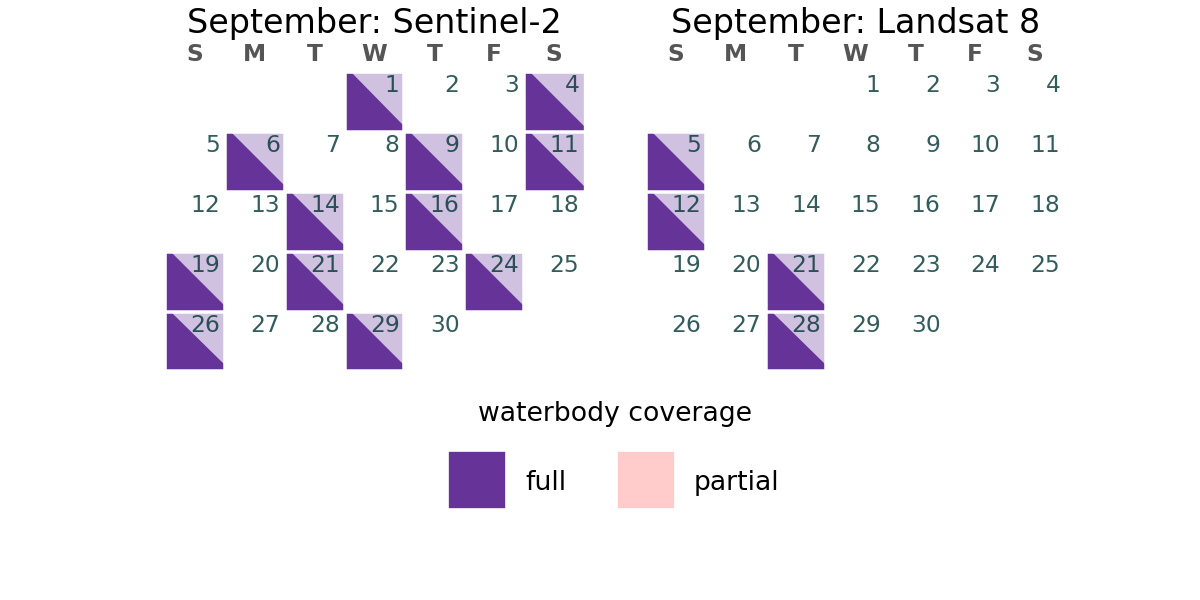 September: Sentinel-2
S M T W T F S
1 2 3 4
5 6 7 8 9 10 11
12 13 14 15 16 17 18
19 20 21 22 23 24 25
26 27 28 29 30
September: Landsat 8
S M T W T F S
1 2 3 4
5 6 7 8 9 10 11
12 13 14 15 16 17 18
19 20 21 22 23 24 25
26 27 28 29 30
waterbody coverage
full partial